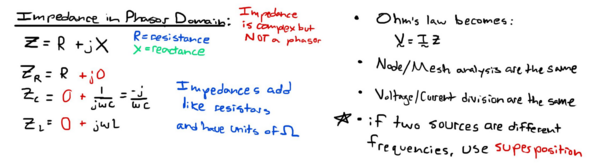 Impedance in Phasor Domain:
Impedance
is complex but
NOT a phasor
Z = R + jX
R = resistance
X = reactance
Z_R = R + j0
Z_C = 0 + 1/jωC = -j/ωC
Z_L = 0 + jωL
Impedances add
like resistors
and have units of Ω
• Ohm's law becomes:
V = I Z
• Node/Mesh analysis are the same
• Voltage/Current division are the same
★ • if two sources are different
frequencies, use superposition